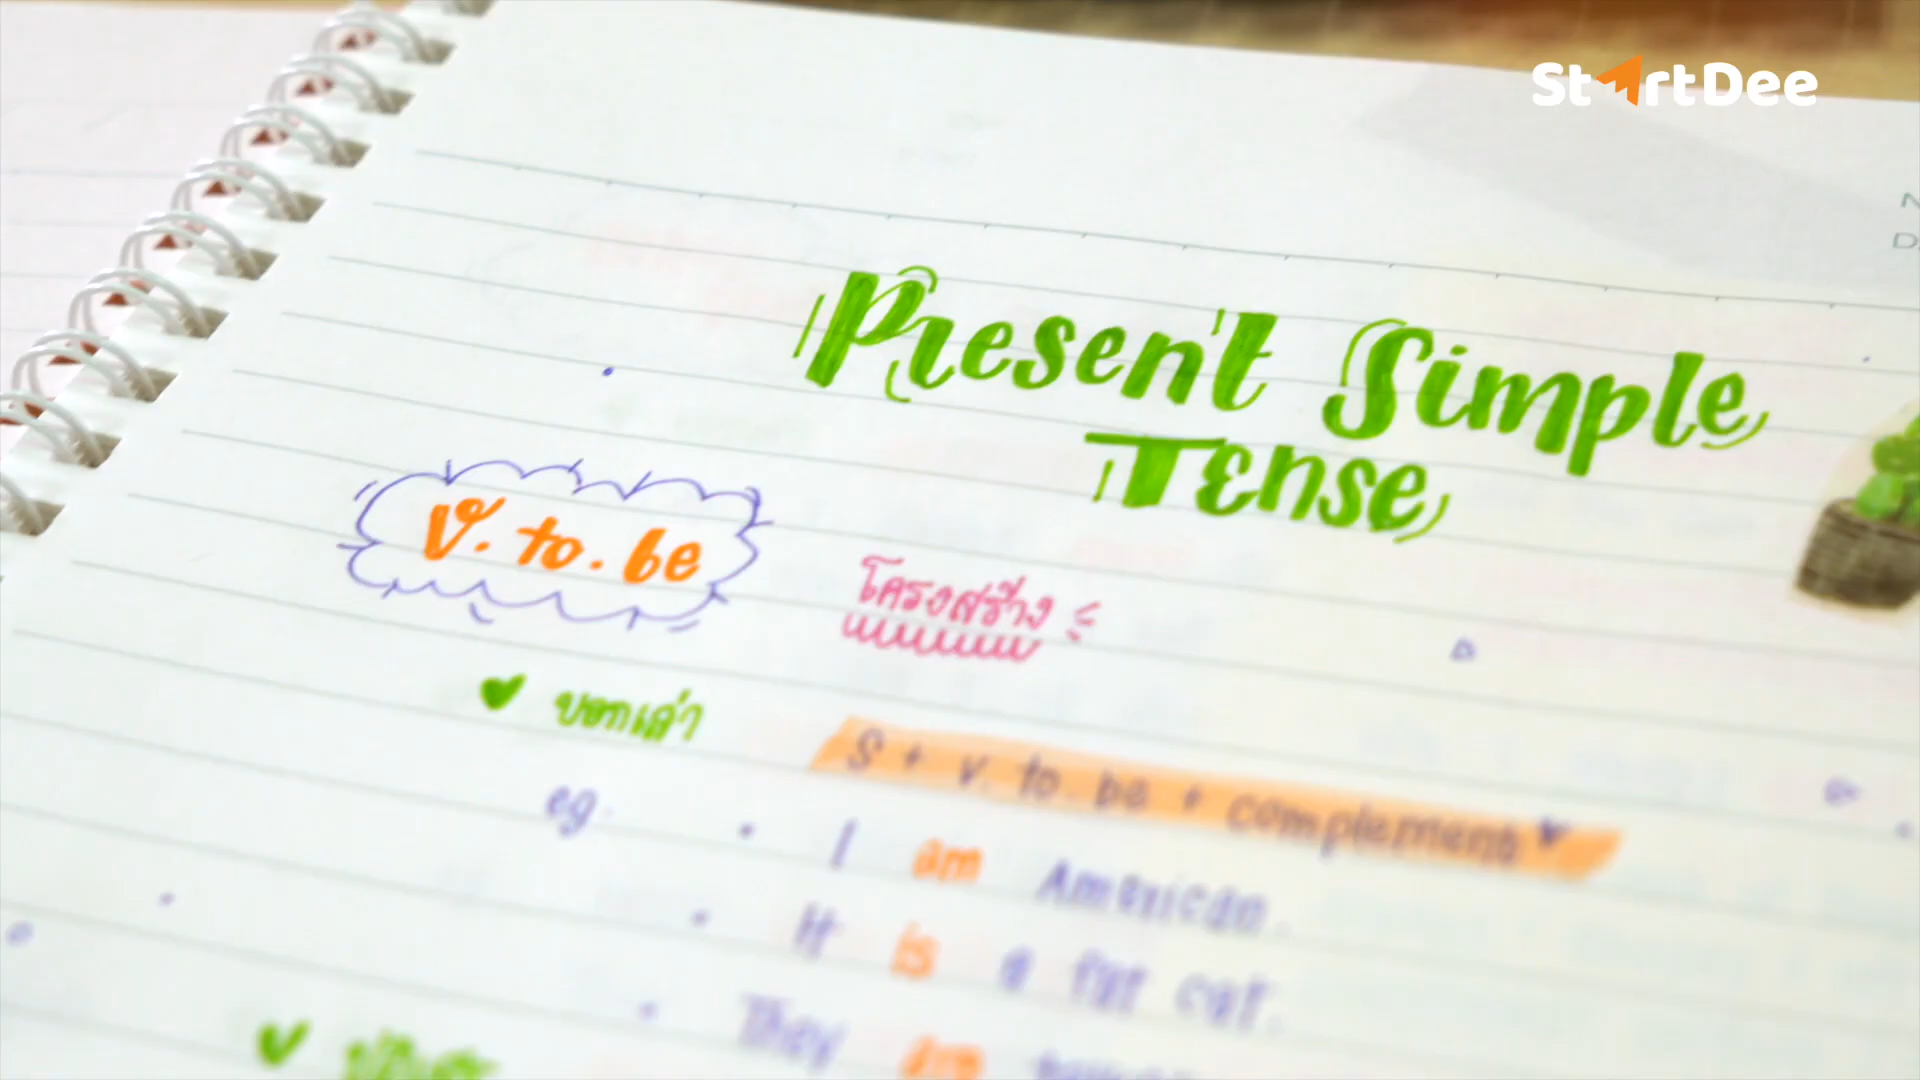 StartDee
N
D
Present Simple
Tense
V. to. be
โครงสร้าง
บอกเล่า
S + v. to. be + complement
eg.
I am American.
It is a fat cat.
They